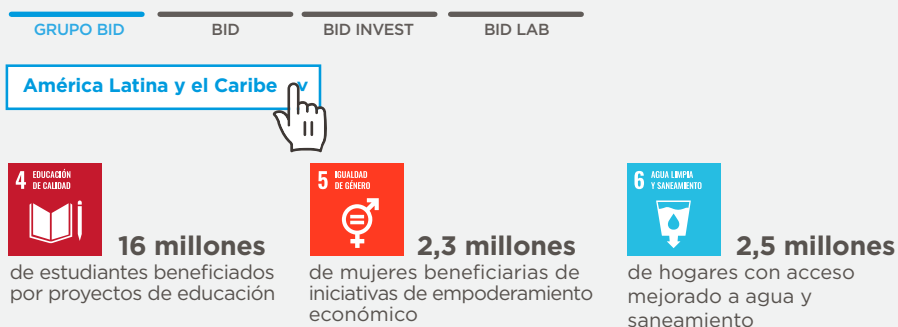 GRUPO BID
BID
BID INVEST
BID LAB
América Latina y el Caribe v
4 EDUCACIÓN
DE CALIDAD
16 millones
de estudiantes beneficiados
por proyectos de educación
5 IGUALDAD
DE GÉNERO
2,3 millones
de mujeres beneficiarias de
iniciativas de empoderamiento
económico
6 AGUA LIMPIA
Y SANEAMIENTO
2,5 millones
de hogares con acceso
mejorado a agua y
saneamiento